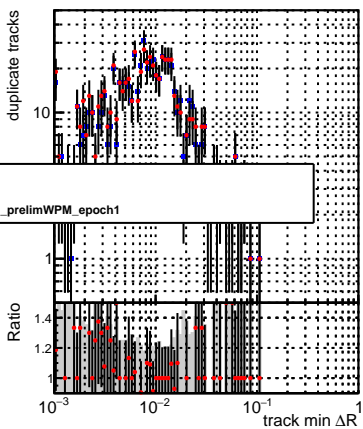 duplicate tracks
10
_prelimWPM_epoch1
1
Ratio
1.4
1.2
1
10⁻³ 10⁻² 10⁻¹ 1
track min ΔR